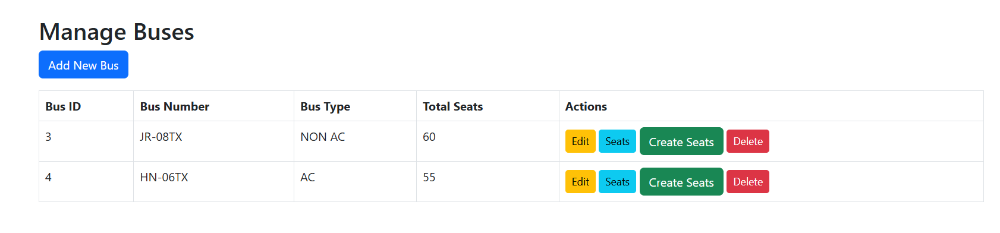 Manage Buses
Add New Bus
Bus ID Bus Number Bus Type Total Seats Actions
3 JR-08TX NON AC 60 Edit Seats Create Seats Delete
4 HN-06TX AC 55 Edit Seats Create Seats Delete